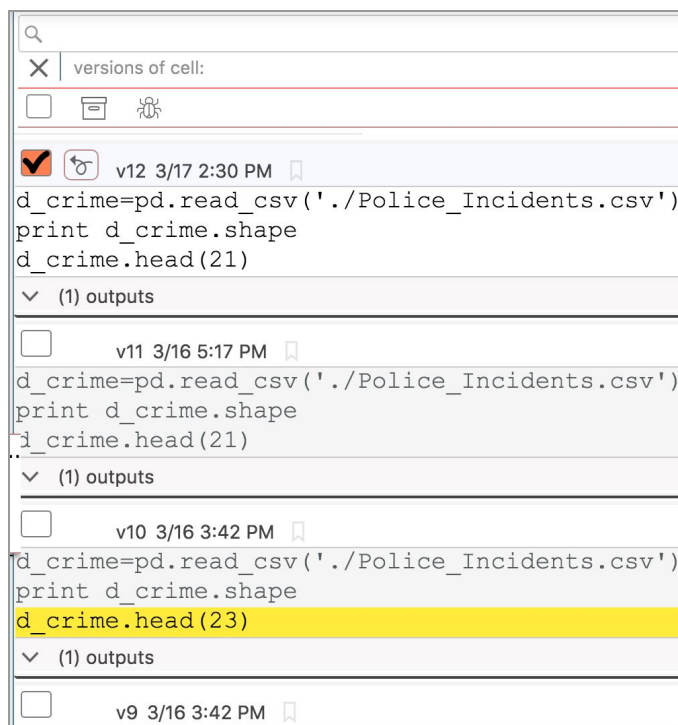 versions of cell:
v12 3/17 2:30 PM
d_crime=pd.read_csv('./Police_Incidents.csv')
print d_crime.shape
d_crime.head(21)
(1) outputs
v11 3/16 5:17 PM
d_crime=pd.read_csv('./Police_Incidents.csv')
print d_crime.shape
d_crime.head(21)
(1) outputs
v10 3/16 3:42 PM
d_crime=pd.read_csv('./Police_Incidents.csv')
print d_crime.shape
d_crime.head(23)
(1) outputs
v9 3/16 3:42 PM